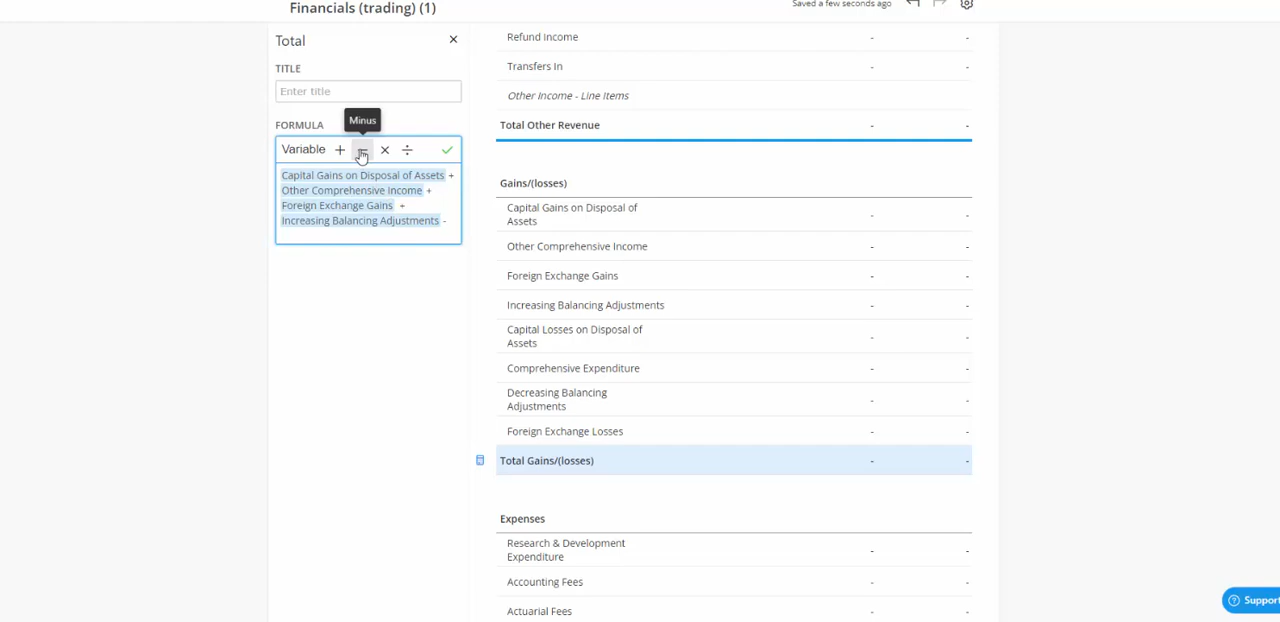 Financials (trading) (1)
Saved a few seconds ago
Total
TITLE
Enter title
FORMULA
Minus
Variable + - × ÷
Capital Gains on Disposal of Assets +
Other Comprehensive Income +
Foreign Exchange Gains +
Increasing Balancing Adjustments -
Refund Income - -
Transfers In - -
Other Income - Line Items
Total Other Revenue - -
Gains/(losses)
Capital Gains on Disposal of
Assets - -
Other Comprehensive Income - -
Foreign Exchange Gains - -
Increasing Balancing Adjustments - -
Capital Losses on Disposal of
Assets - -
Comprehensive Expenditure - -
Decreasing Balancing
Adjustments - -
Foreign Exchange Losses - -
Total Gains/(losses) - -
Expenses
Research & Development
Expenditure - -
Accounting Fees - -
Actuarial Fees - -
Support